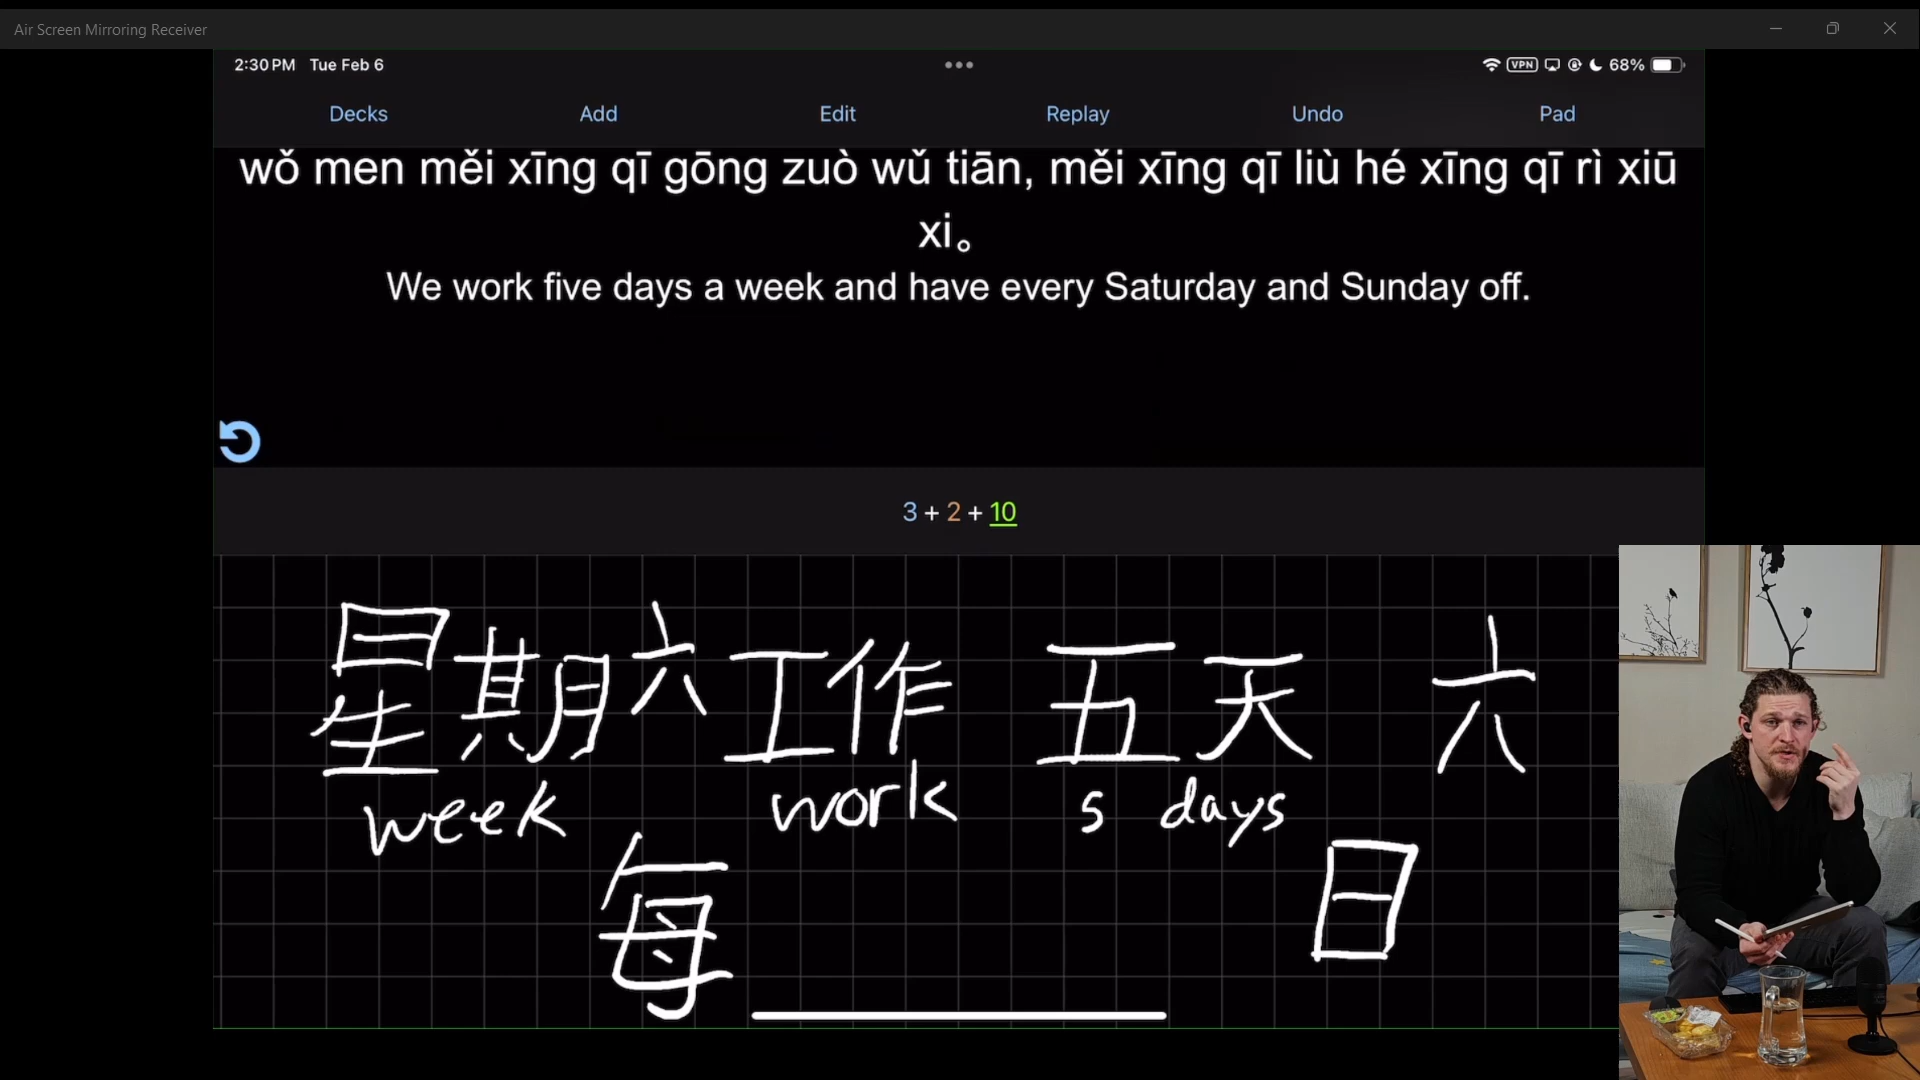 Air Screen Mirroring Receiver
2:30 PM Tue Feb 6
VPN 68%
Decks Add Edit Replay Undo Pad
wǒ men měi xīng qī gōng zuò wǔ tiān, měi xīng qī liù hé xīng qī rì xiū
xi。
We work five days a week and have every Saturday and Sunday off.
3 + 2 + 10
星期六工作 五天 六
week work 5 days
每 日